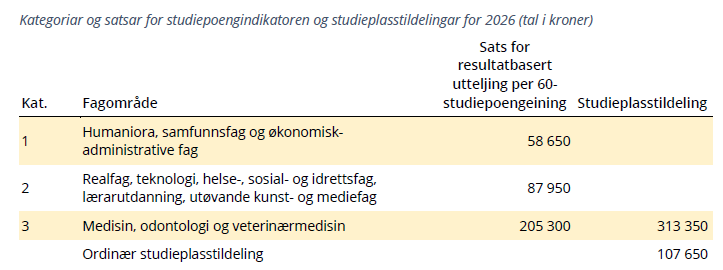 Kategoriar og satsar for studiepoengindikatoren og studieplasstildelingar for 2026 (tal i kroner)
Sats for
resultatbasert
utteljing per 60-
Kat. Fagområde studiepoengeining Studieplasstildeling
Humaniora, samfunnsfag og økonomisk-
1 58 650
administrative fag
Realfag, teknologi, helse-, sosial- og idrettsfag,
2 87 950
lærarutdanning, utøvande kunst- og mediefag
3 Medisin, odontologi og veterinærmedisin 205 300 313 350
Ordinær studieplasstildeling 107 650